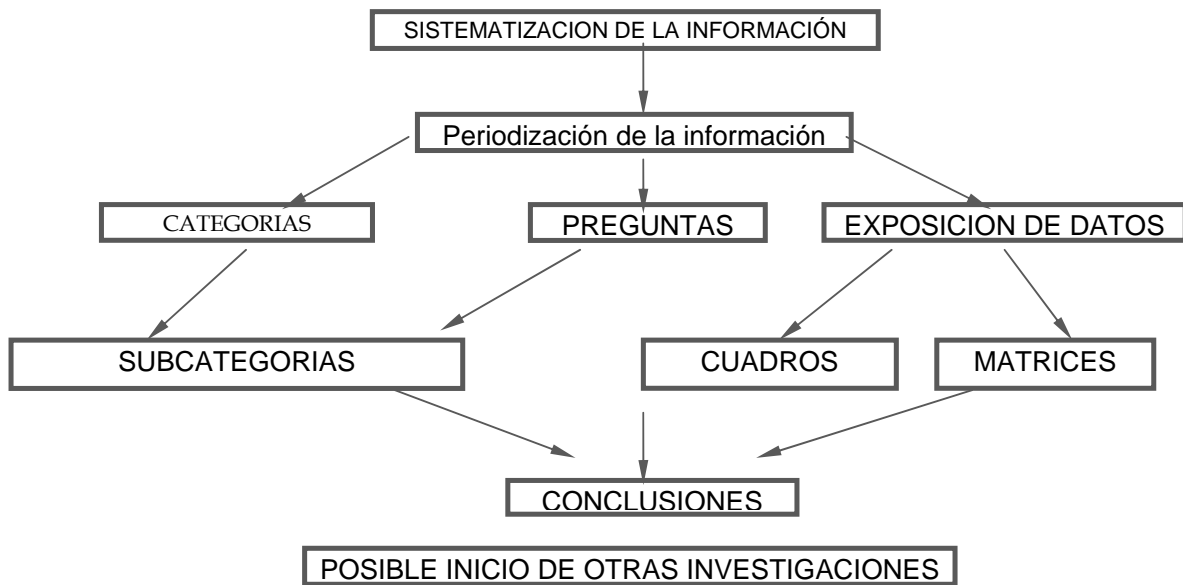 SISTEMATIZACION DE LA INFORMACIÓN
Periodización de la información
CATEGORIAS
PREGUNTAS
EXPOSICION DE DATOS
SUBCATEGORIAS
CUADROS
MATRICES
CONCLUSIONES
POSIBLE INICIO DE OTRAS INVESTIGACIONES